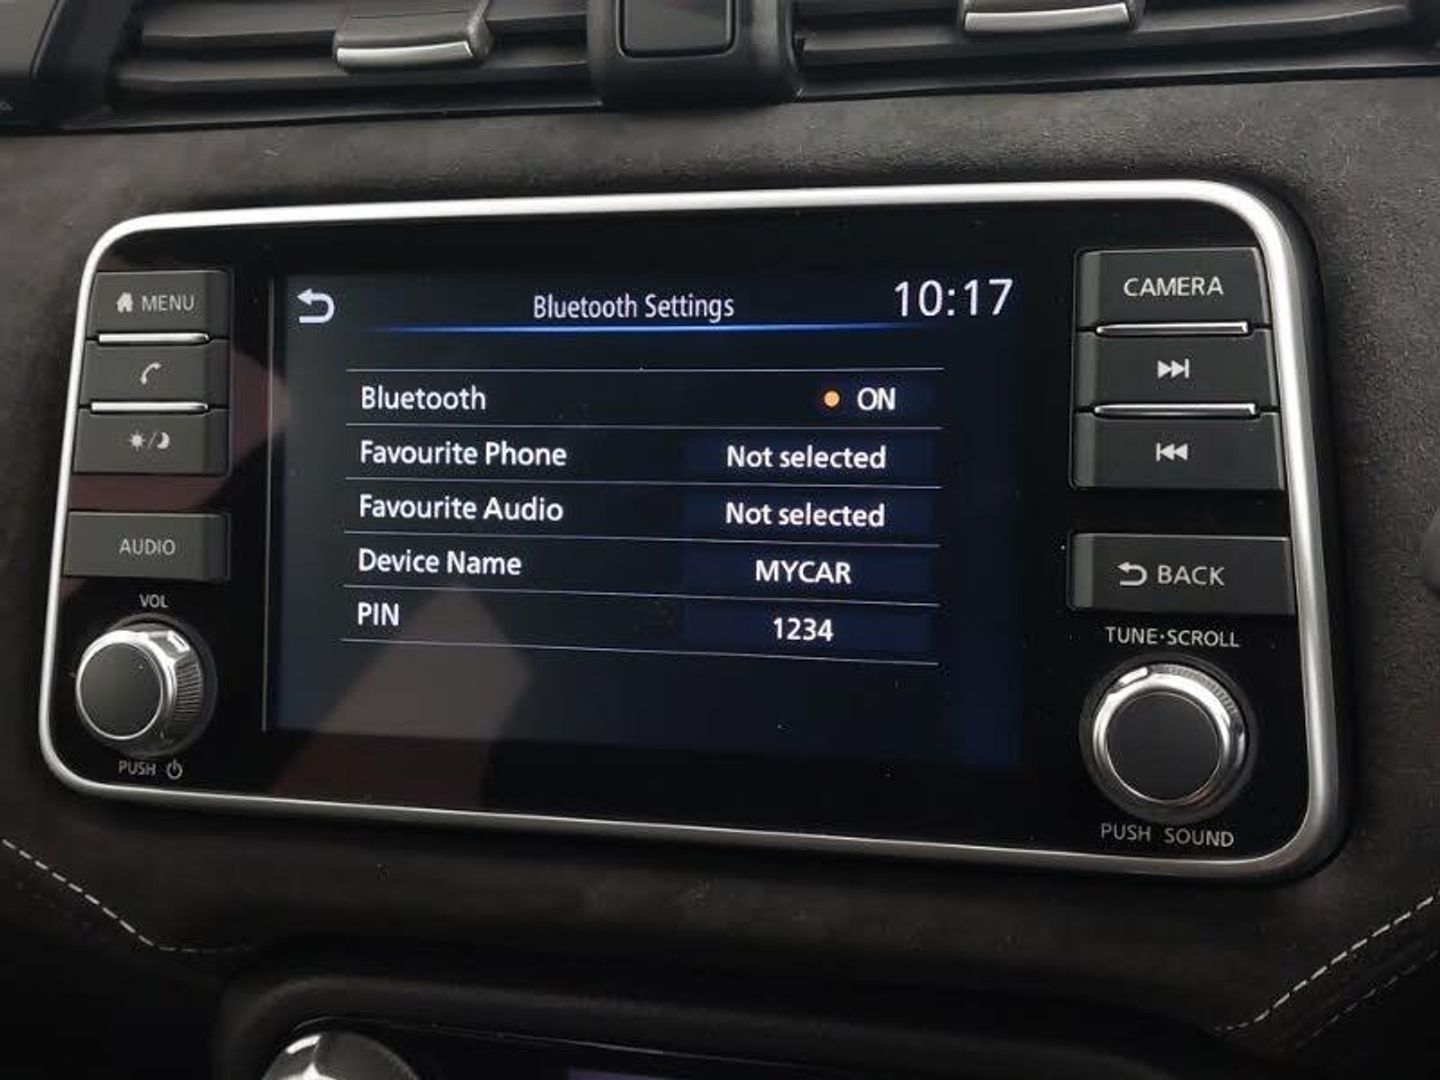 MENU
AUDIO
VOL
PUSH
Bluetooth Settings
10:17
Bluetooth ON
Favourite Phone Not selected
Favourite Audio Not selected
Device Name MYCAR
PIN 1234
CAMERA
BACK
TUNE·SCROLL
PUSH SOUND